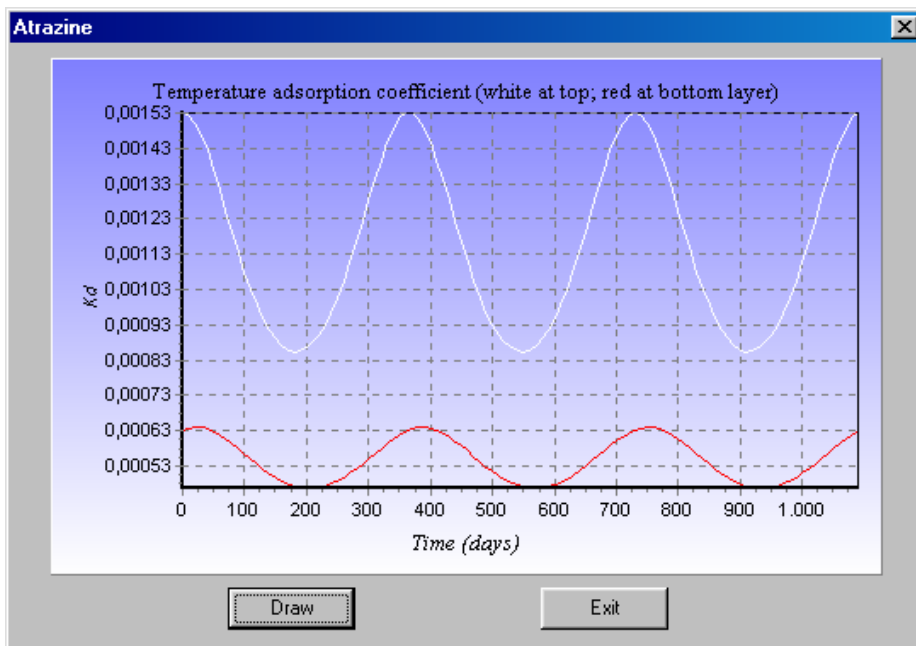 Atrazine
Temperature adsorption coefficient (white at top; red at bottom layer)
0,00153
0,00143
0,00133
0,00123
0,00113
0,00103
0,00093
0,00083
0,00073
0,00063
0,00053
Kd
0 100 200 300 400 500 600 700 800 900 1.000
Time (days)
Draw Exit